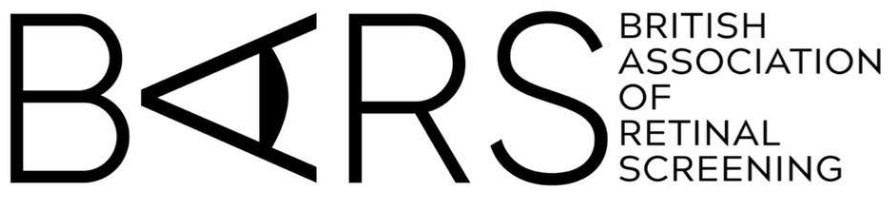 BARS
BRITISH
ASSOCIATION
OF
RETINAL
SCREENING